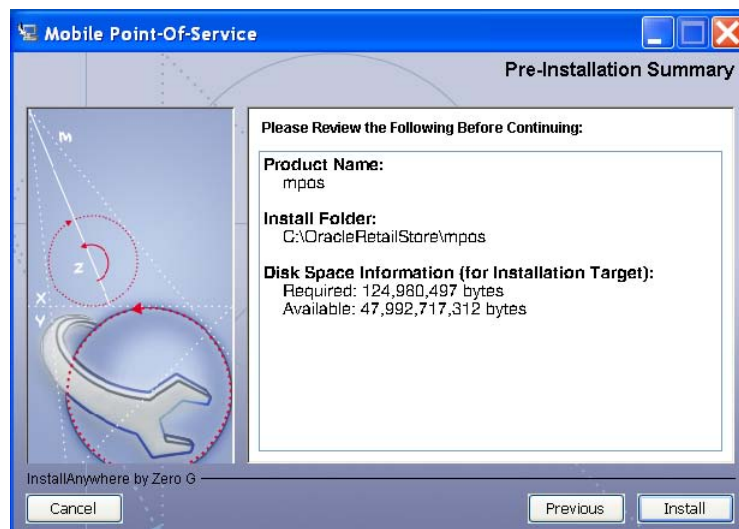 Mobile Point-Of-Service
Pre-Installation Summary
M
Z
X
Y
Please Review the Following Before Continuing:
Product Name:
mpos
Install Folder:
C:\OracleRetailStore\mpos
Disk Space Information (for Installation Target):
Required: 124,980,497 bytes
Available: 47,992,717,312 bytes
InstallAnywhere by Zero G
Cancel
Previous
Install